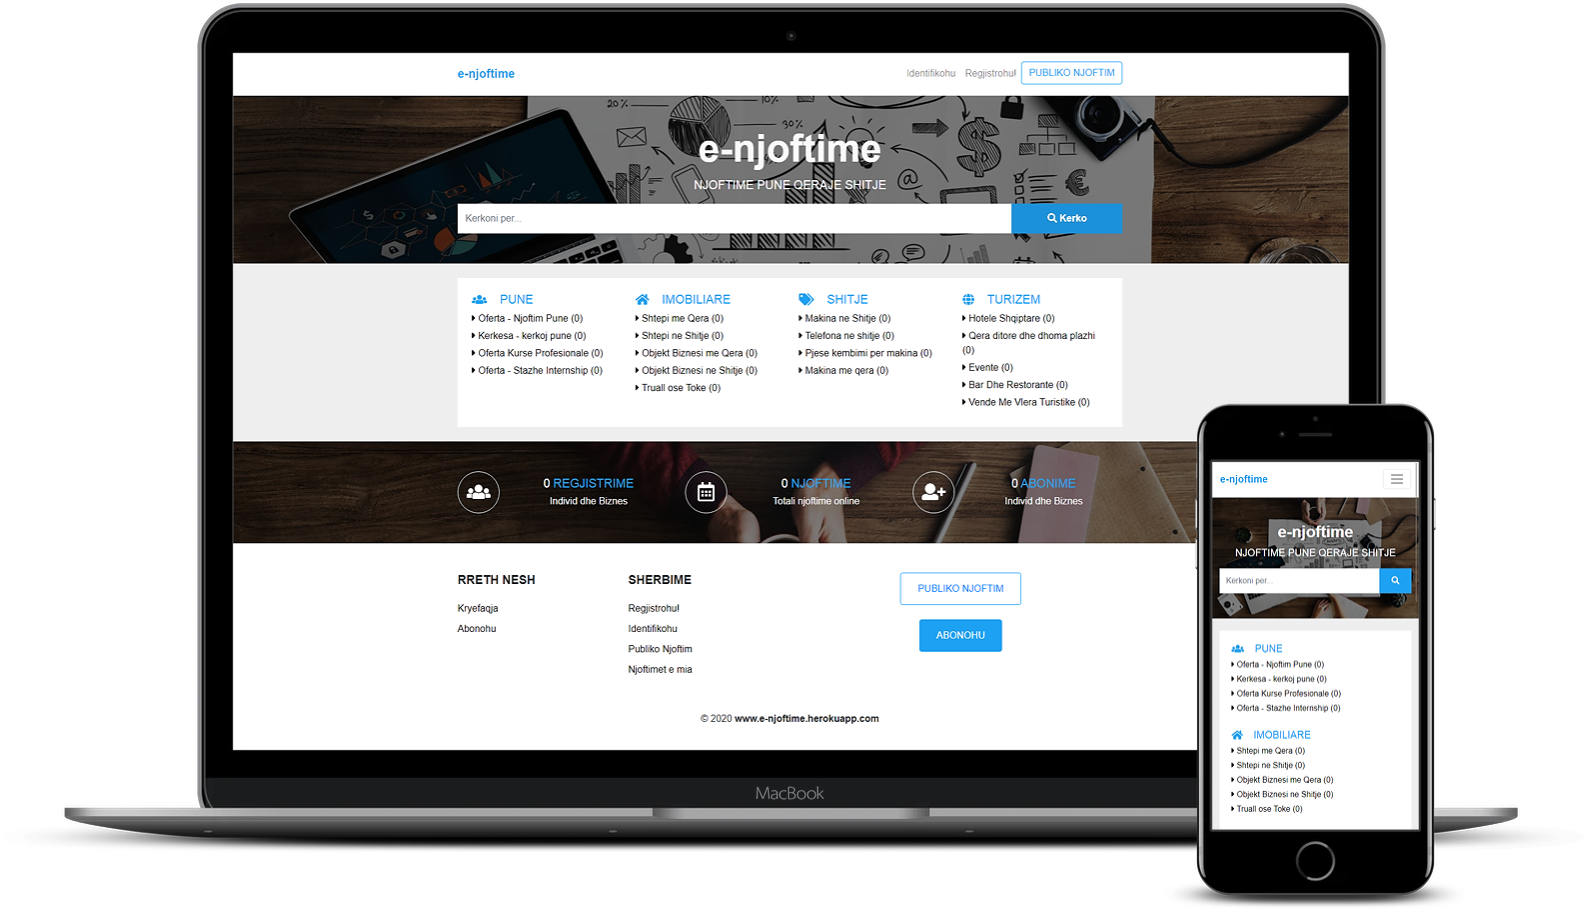 e-njoftime
Identifikohu Regjistrohu! PUBLIKO NJOFTIM
20% 10%
30%
e-njoftime
NJOFTIME PUNE QERAJE SHITJE
Kerkoni per...
Kerko
PUNE
Oferta - Njoftim Pune (0)
Kerkesa - kerkoj pune (0)
Oferta Kurse Profesionale (0)
Oferta - Stazhe Internship (0)
IMOBILIARE
Shtepi me Qera (0)
Shtepi ne Shitje (0)
Objekt Biznesi me Qera (0)
Objekt Biznesi ne Shitje (0)
Truall ose Toke (0)
SHITJE
Makina ne Shitje (0)
Telefona ne shitje (0)
Pjese kembimi per makina (0)
Makina me qera (0)
TURIZEM
Hotele Shqiptare (0)
Qera ditore dhe dhoma plazhi
(0)
Evente (0)
Bar Dhe Restorante (0)
Vende Me Vlera Turistike (0)
0 REGJISTRIME
Individ dhe Biznes
0 NJOFTIME
Totali njoftime online
0 ABONIME
Individ dhe Biznes
RRETH NESH
Kryefaqja
Abonohu
SHERBIME
Regjistrohu!
Identifikohu
Publiko Njoftim
Njoftimet e mia
PUBLIKO NJOFTIM
ABONOHU
© 2020 www.e-njoftime.herokuapp.com
MacBook
e-njoftime
e-njoftime
NJOFTIME PUNE QERAJE SHITJE
Kerkoni per...
PUNE
Oferta - Njoftim Pune (0)
Kerkesa - kerkoj pune (0)
Oferta Kurse Profesionale (0)
Oferta - Stazhe Internship (0)
IMOBILIARE
Shtepi me Qera (0)
Shtepi ne Shitje (0)
Objekt Biznesi me Qera (0)
Objekt Biznesi ne Shitje (0)
Truall ose Toke (0)